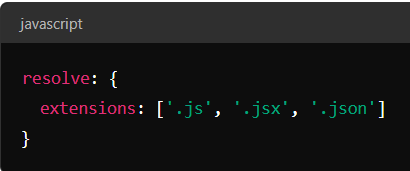 javascript
resolve: {
  extensions: ['.js', '.jsx', '.json']
}